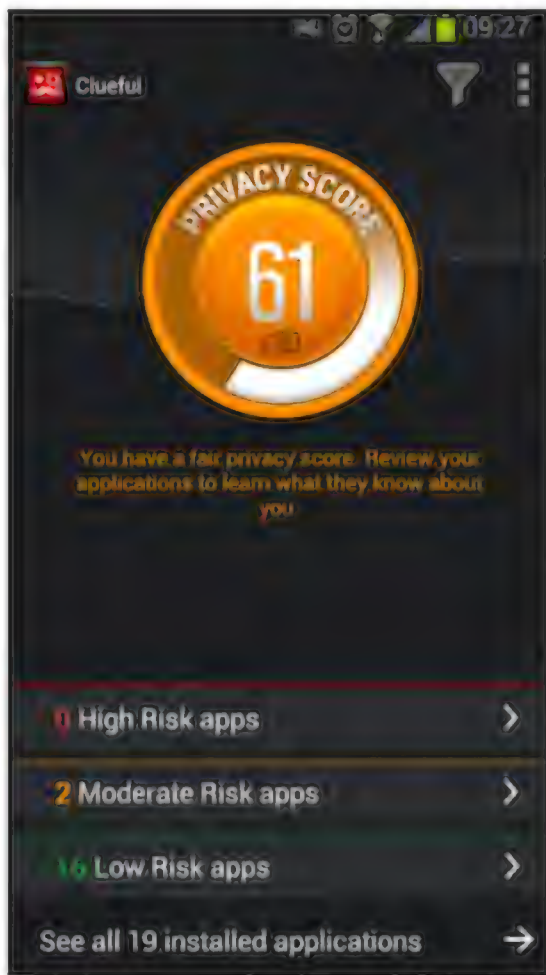 09:27
Clueful
PRIVACY SCORE
61
You have a fair privacy score. Review your
applications to learn what they know about
you
High Risk apps
2 Moderate Risk apps
16 Low Risk apps
See all 19 installed applications